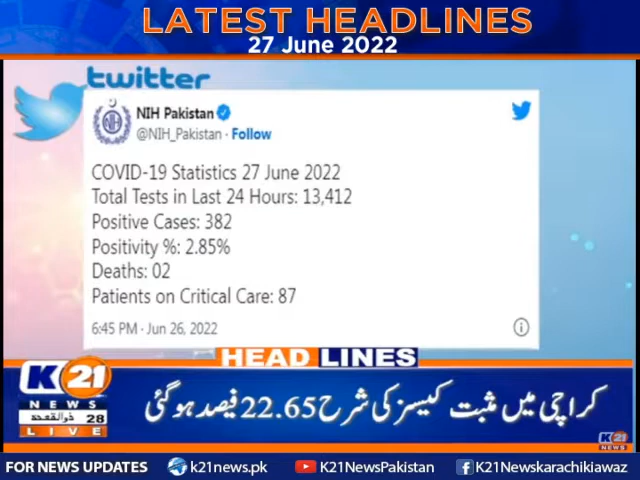 LATEST HEADLINES
27 June 2022
twitter
NIH Pakistan
@NIH_Pakistan · Follow
COVID-19 Statistics 27 June 2022
Total Tests in Last 24 Hours: 13,412
Positive Cases: 382
Positivity %: 2.85%
Deaths: 02
Patients on Critical Care: 87
6:45 PM · Jun 26, 2022
HEADLINES
K21
NEWS
28 ذوالقعدة
LIVE
کراچی میں مثبت کیسز کی شرح 22.65 فیصد ہوگئی
K21
NEWS
FOR NEWS UPDATES k21news.pk K21NewsPakistan K21Newskarachikiawaz